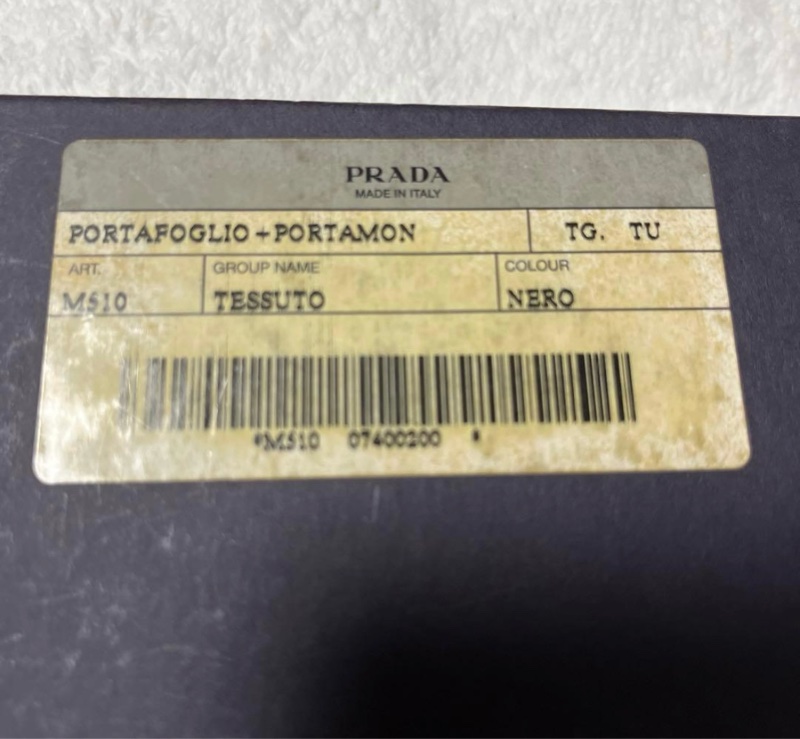 PRADA
MADE IN ITALY
PORTAFOGLIO+PORTAMON TG. TU
ART. GROUP NAME COLOUR
M510 TESSUTO NERO
*M510 07400200 *